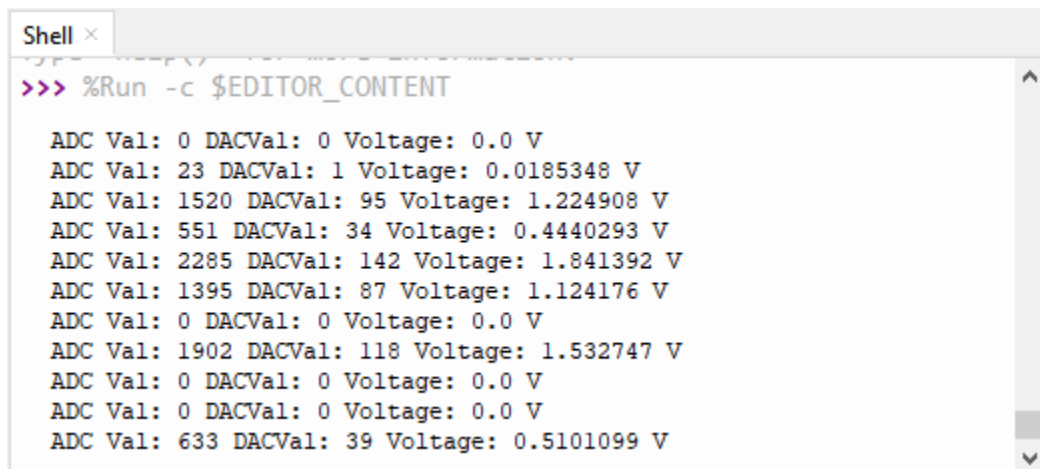 Shell ×
>>> %Run -c $EDITOR_CONTENT
ADC Val: 0 DACVal: 0 Voltage: 0.0 V
ADC Val: 23 DACVal: 1 Voltage: 0.0185348 V
ADC Val: 1520 DACVal: 95 Voltage: 1.224908 V
ADC Val: 551 DACVal: 34 Voltage: 0.4440293 V
ADC Val: 2285 DACVal: 142 Voltage: 1.841392 V
ADC Val: 1395 DACVal: 87 Voltage: 1.124176 V
ADC Val: 0 DACVal: 0 Voltage: 0.0 V
ADC Val: 1902 DACVal: 118 Voltage: 1.532747 V
ADC Val: 0 DACVal: 0 Voltage: 0.0 V
ADC Val: 0 DACVal: 0 Voltage: 0.0 V
ADC Val: 633 DACVal: 39 Voltage: 0.5101099 V